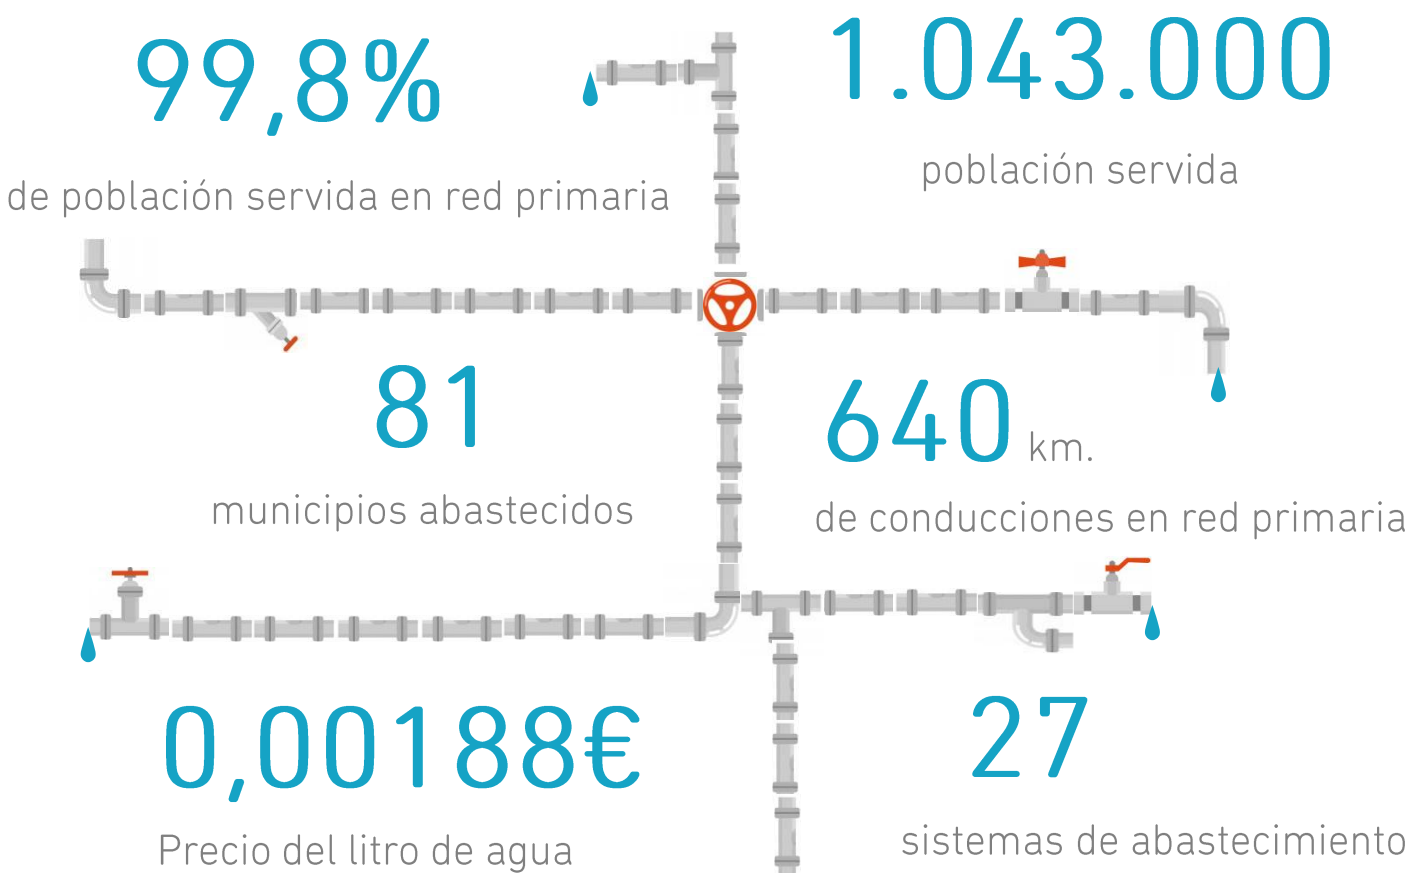 99,8%
de población servida en red primaria
1.043.000
población servida
81
municipios abastecidos
640 km.
de conducciones en red primaria
0,00188€
Precio del litro de agua
27
sistemas de abastecimiento